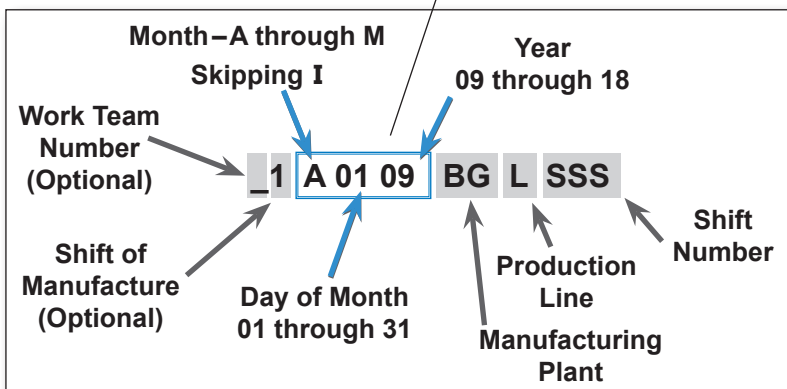 Month–A through M
Skipping I
Year
09 through 18
Work Team
Number
(Optional)
_1 A 01 09 BG L SSS
Shift of
Manufacture
(Optional)
Day of Month
01 through 31
Production
Line
Manufacturing
Plant
Shift
Number